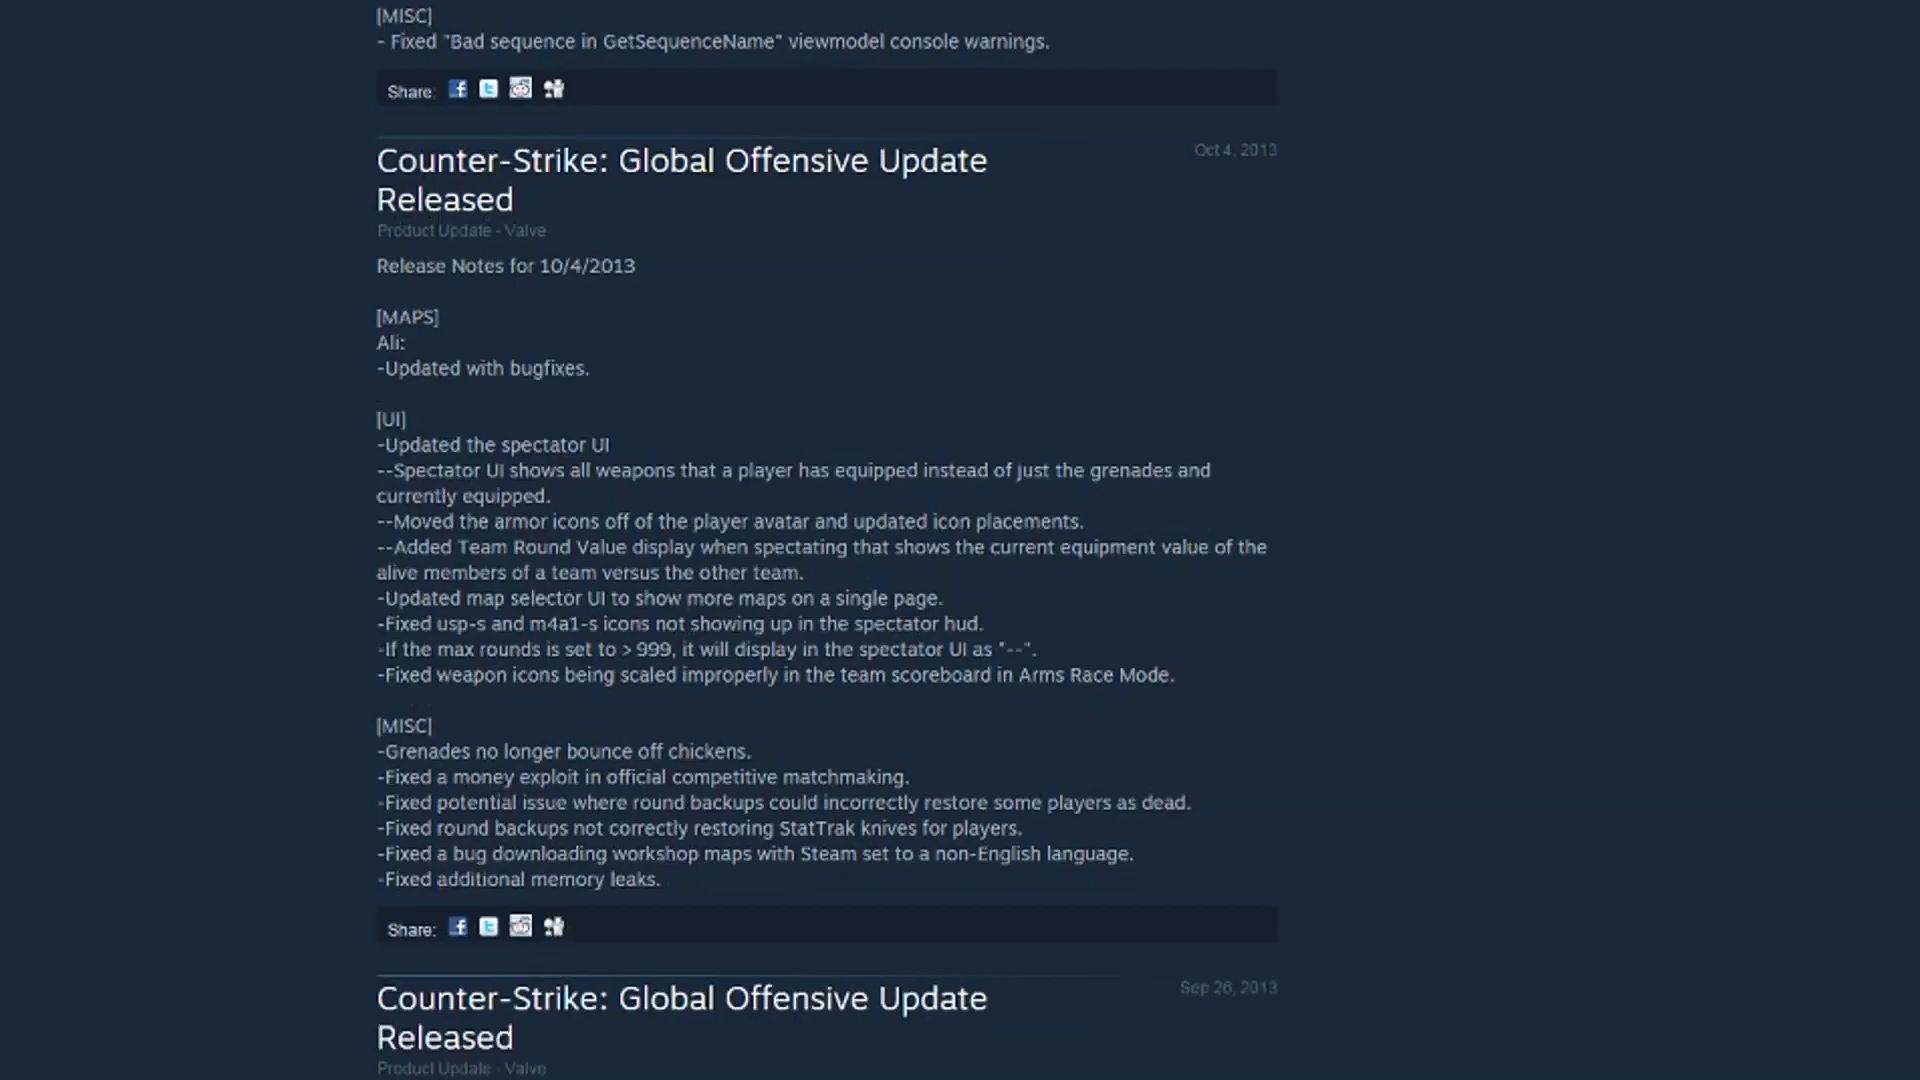 [MISC]
- Fixed "Bad sequence in GetSequenceName" viewmodel console warnings.
Share:
Counter-Strike: Global Offensive Update
Released
Oct 4, 2013
Product Update - Valve
Release Notes for 10/4/2013
[MAPS]
Ali:
-Updated with bugfixes.
[UI]
-Updated the spectator UI
--Spectator UI shows all weapons that a player has equipped instead of just the grenades and
currently equipped.
--Moved the armor icons off of the player avatar and updated icon placements.
--Added Team Round Value display when spectating that shows the current equipment value of the
alive members of a team versus the other team.
-Updated map selector UI to show more maps on a single page.
-Fixed usp-s and m4a1-s icons not showing up in the spectator hud.
-If the max rounds is set to > 999, it will display in the spectator UI as "--".
-Fixed weapon icons being scaled improperly in the team scoreboard in Arms Race Mode.
[MISC]
-Grenades no longer bounce off chickens.
-Fixed a money exploit in official competitive matchmaking.
-Fixed potential issue where round backups could incorrectly restore some players as dead.
-Fixed round backups not correctly restoring StatTrak knives for players.
-Fixed a bug downloading workshop maps with Steam set to a non-English language.
-Fixed additional memory leaks.
Share:
Counter-Strike: Global Offensive Update
Released
Sep 26, 2013
Product Update - Valve